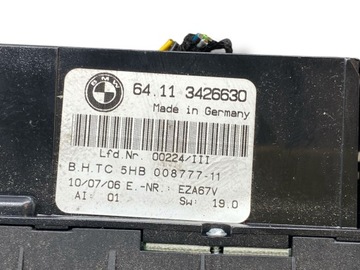 BMW
64.11 3426630
Made in Germany
Lfd.Nr. 00224/III
B.H.TC 5HB 008777-11
10/07/06 E.-NR.: EZA67V
AI: 01 SW: 19.0